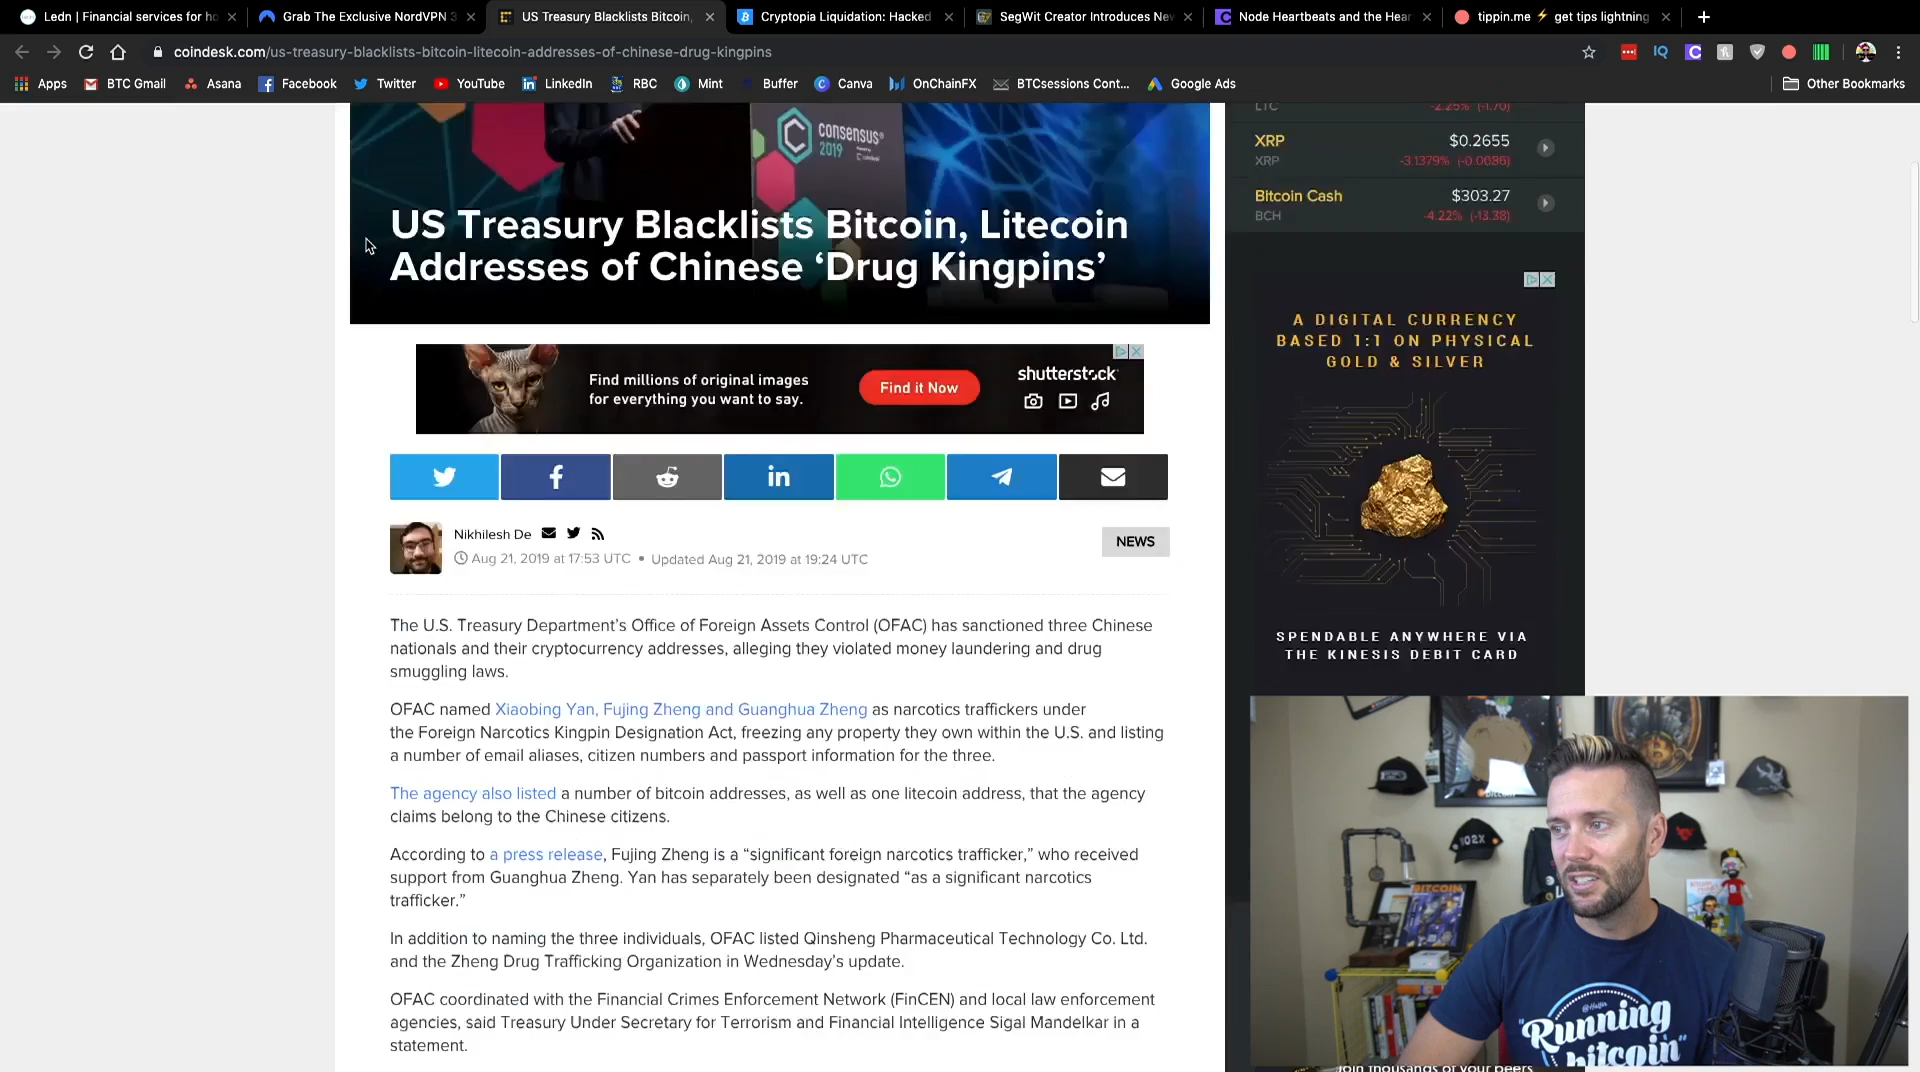 Ledn | Financial services for ho
Grab The Exclusive NordVPN 3
US Treasury Blacklists Bitcoin,
Cryptopia Liquidation: Hacked
SegWit Creator Introduces New
Node Heartbeats and the Hear
tippin.me ⚡ get tips lightning
coindesk.com/us-treasury-blacklists-bitcoin-litecoin-addresses-of-chinese-drug-kingpins
Apps
BTC Gmail
Asana
Facebook
Twitter
YouTube
LinkedIn
RBC
Mint
Buffer
Canva
OnChainFX
BTCsessions Cont...
Google Ads
Other Bookmarks
consensus
2019
US Treasury Blacklists Bitcoin, Litecoin
Addresses of Chinese ‘Drug Kingpins’
Find millions of original images
for everything you want to say.
Find it Now
shutterstock
Nikhilesh De
Aug 21, 2019 at 17:53 UTC • Updated Aug 21, 2019 at 19:24 UTC
NEWS
The U.S. Treasury Department’s Office of Foreign Assets Control (OFAC) has sanctioned three Chinese
nationals and their cryptocurrency addresses, alleging they violated money laundering and drug
smuggling laws.
OFAC named Xiaobing Yan, Fujing Zheng and Guanghua Zheng as narcotics traffickers under
the Foreign Narcotics Kingpin Designation Act, freezing any property they own within the U.S. and listing
a number of email aliases, citizen numbers and passport information for the three.
The agency also listed a number of bitcoin addresses, as well as one litecoin address, that the agency
claims belong to the Chinese citizens.
According to a press release, Fujing Zheng is a “significant foreign narcotics trafficker,” who received
support from Guanghua Zheng. Yan has separately been designated “as a significant narcotics
trafficker.”
In addition to naming the three individuals, OFAC listed Qinsheng Pharmaceutical Technology Co. Ltd.
and the Zheng Drug Trafficking Organization in Wednesday’s update.
OFAC coordinated with the Financial Crimes Enforcement Network (FinCEN) and local law enforcement
agencies, said Treasury Under Secretary for Terrorism and Financial Intelligence Sigal Mandelkar in a
statement.
LTC -2.25% (-1.70)
XRP $0.2655
XRP -3.1379% (-0.0086)
Bitcoin Cash $303.27
BCH -4.22% (-13.38)
A DIGITAL CURRENCY
BASED 1:1 ON PHYSICAL
GOLD & SILVER
SPENDABLE ANYWHERE VIA
THE KINESIS DEBIT CARD
BITCOIN
"Running
bitcoin"
Join thousands of your peers